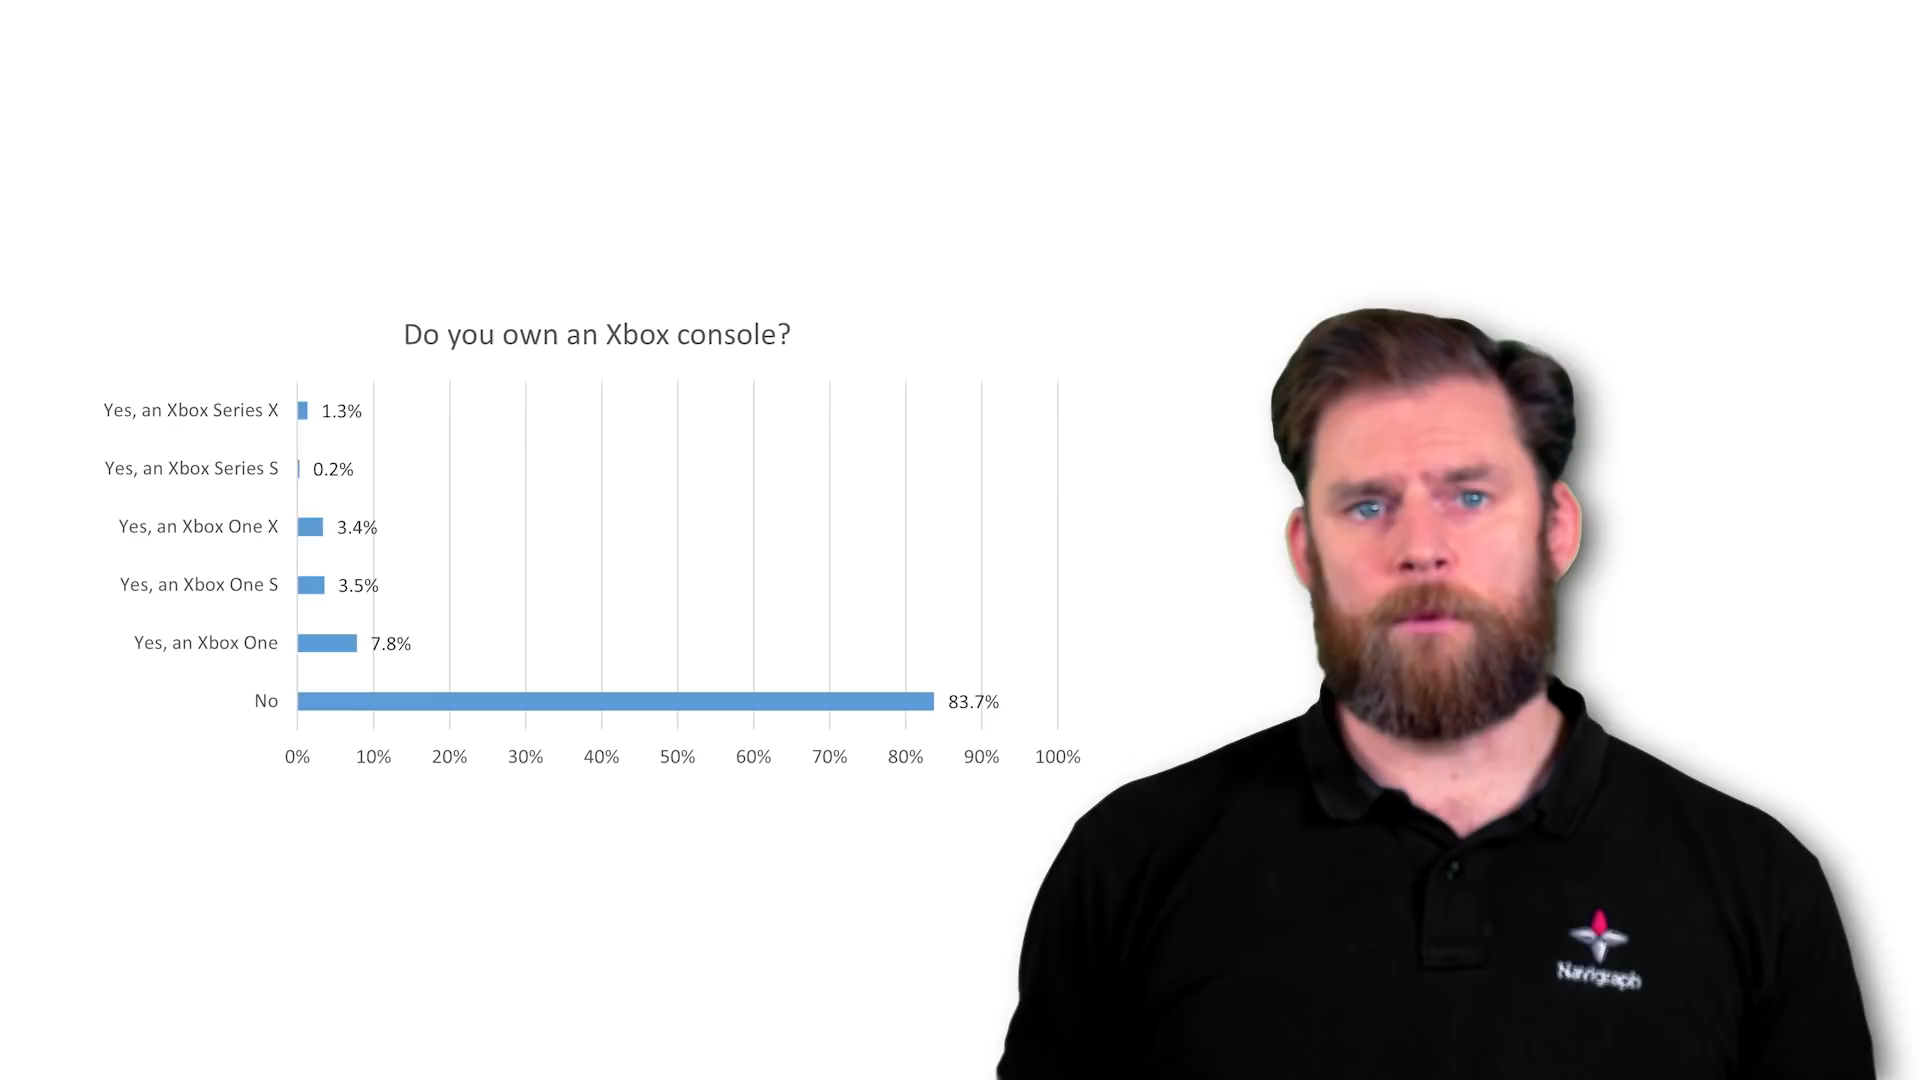 Do you own an Xbox console?
Yes, an Xbox Series X 1.3%
Yes, an Xbox Series S 0.2%
Yes, an Xbox One X 3.4%
Yes, an Xbox One S 3.5%
Yes, an Xbox One 7.8%
No 83.7%
0% 10% 20% 30% 40% 50% 60% 70% 80% 90% 100%
Navigraph